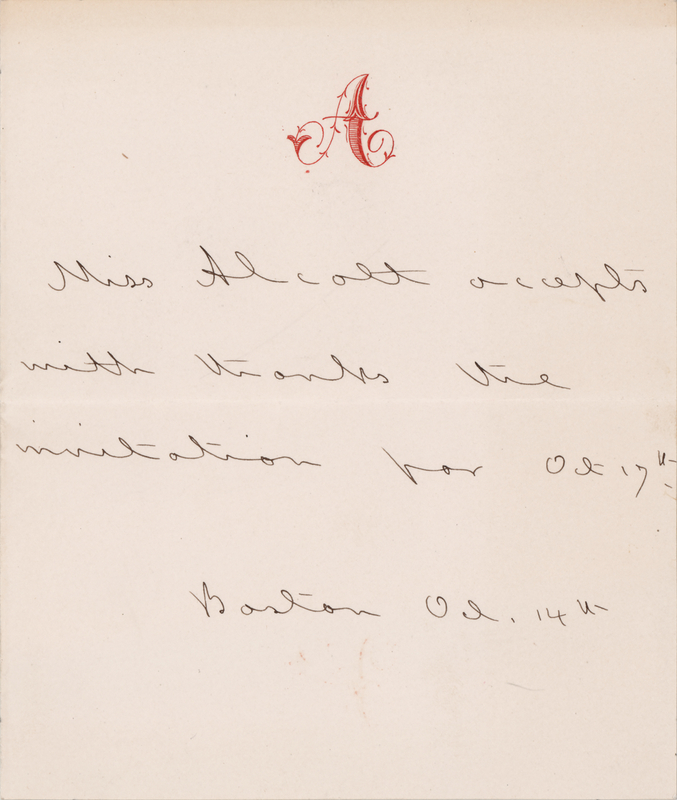 A
Miss Alcott accepts
with thanks the
invitation for Oct 17th
Boston Oct. 14th